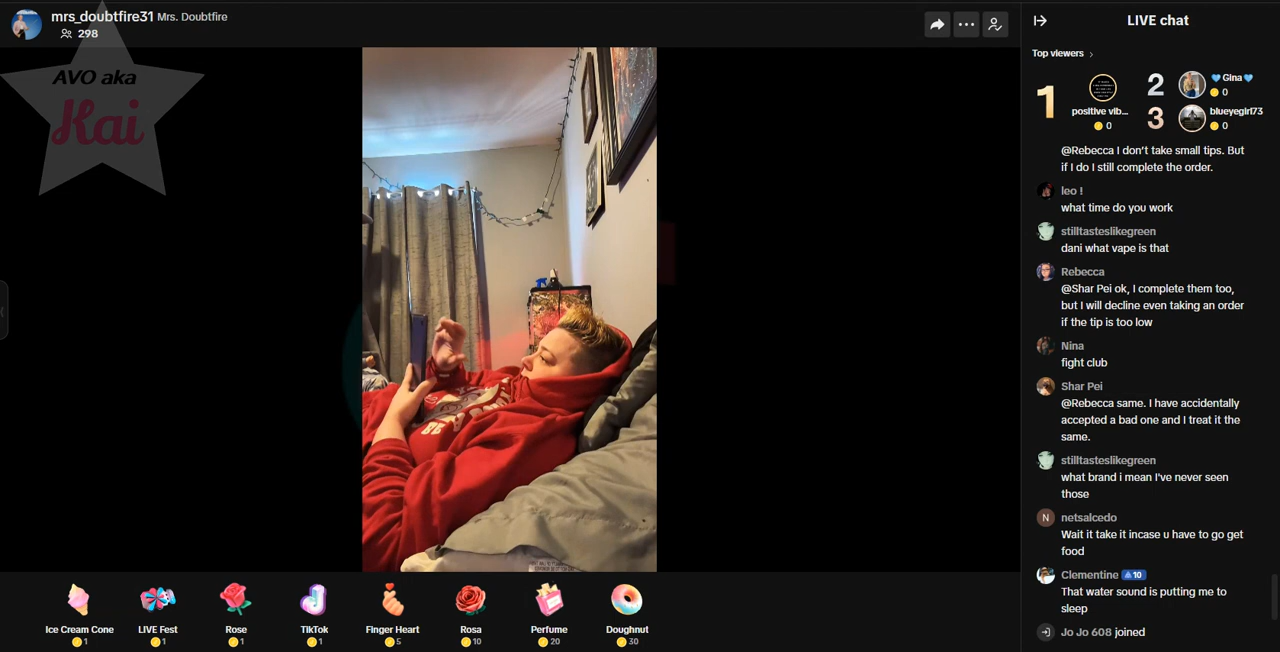 mrs_doubtfire31 Mrs. Doubtfire
298
AVO aka
Kai
LIVE chat
Top viewers
1
positive vib...
0
2
Gina
0
3
blueyegirl73
0
@Rebecca I don't take small tips. But
if I do I still complete the order.
leo !
what time do you work
stilltasteslikegreen
dani what vape is that
Rebecca
@Shar Pei ok, I complete them too,
but I will decline even taking an order
if the tip is too low
Nina
fight club
Shar Pei
@Rebecca same. I have accidentally
accepted a bad one and I treat it the
same.
stilltasteslikegreen
what brand i mean I've never seen
those
N netsalcedo
Wait it take it incase u have to go get
food
Clementine 10
That water sound is putting me to
sleep
Jo Jo 608 joined
Ice Cream Cone
1
LIVE Fest
1
Rose
1
TikTok
1
Finger Heart
5
Rosa
10
Perfume
20
Doughnut
30